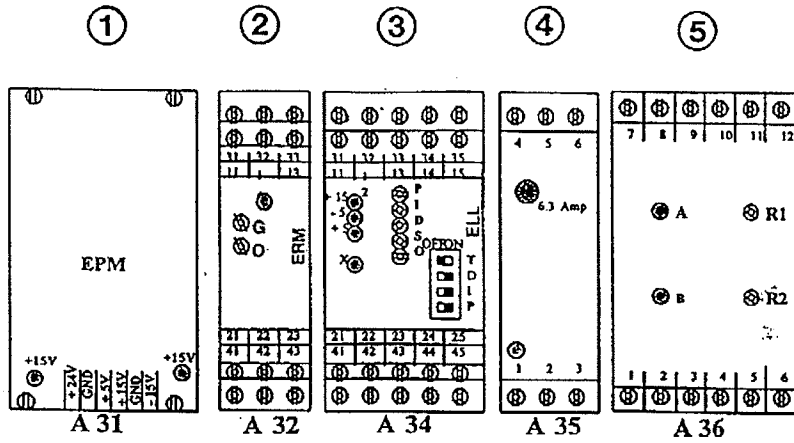 ① ② ③ ④ ⑤
EPM
+15V +15V
+24V GND +5V +15V GND -15V
A 31
31 32 33
11 1 13
G
O
ERM
21 22 23
41 42 43
A 32
31 32 33 34 35
11 1 13 14 15
2
+15
-5
+5
X
P
I
D
S
O
ELL
OFF ON
T
D
I
P
21 22 23 24 25
41 42 43 44 45
A 34
4 5 6
6.3 Amp
1 2 3
A 35
7 8 9 10 11 12
A R1
B R2
1 2 3 4 5 6
A 36